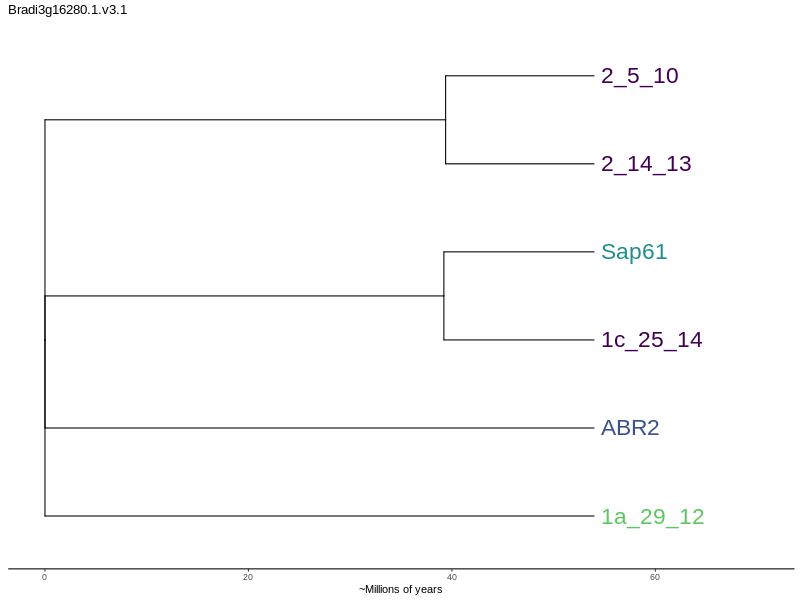 Bradi3g16280.1.v3.1
2_5_10
2_14_13
Sap61
1c_25_14
ABR2
1a_29_12
0 20 40 60
~Millions of years